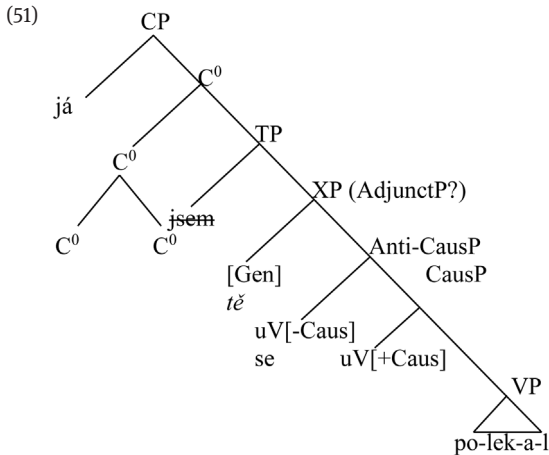 (51)
CP
já
C⁰
C⁰
TP
C⁰
C⁰
jsem
XP (AdjunctP?)
[Gen]
tě
Anti-CausP
CausP
uV[-Caus]
se
uV[+Caus]
VP
po-lek-a-l